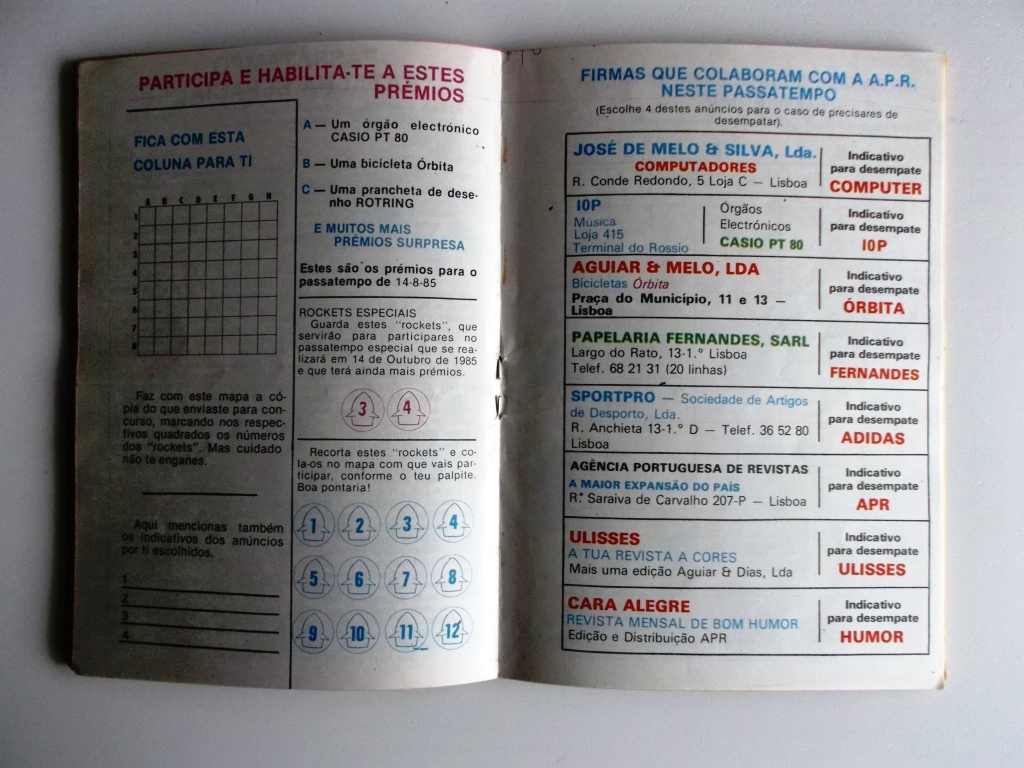 PARTICIPA E HABILITA-TE A ESTES
PRÉMIOS
FICA COM ESTA
COLUNA PARA TI
A B C D E F G H
1
2
3
4
5
6
7
8
Faz com este mapa a có-
pia do que enviaste para con-
curso, marcando nos respec-
tivos quadrados os números
dos "rockets". Mas cuidado
não te enganes.
Aqui mencionas também
os indicativos dos anúncios
por ti escolhidos.
1
2
3
4
A — Um órgão electrónico
CASIO PT 80
B — Uma bicicleta Órbita
C — Uma prancheta de dese-
nho ROTRING
E MUITOS MAIS
PRÉMIOS SURPRESA
Estes são os prémios para o
passatempo de 14-8-85
ROCKETS ESPECIAIS
Guarda estes "rockets", que
servirão para participares no
passatempo especial que se rea-
lizará em 14 de Outubro de 1985
e que terá ainda mais prémios.
3 4
Recorta estes "rockets" e co-
la-os no mapa com que vais par-
ticipar, conforme o teu palpite.
Boa pontaria!
1 2 3 4
5 6 7 8
9 10 11 12
FIRMAS QUE COLABORAM COM A A.P.R.
NESTE PASSATEMPO
(Escolhe 4 destes anúncios para o caso de precisares de
desempatar).
JOSÉ DE MELO & SILVA, Lda.
COMPUTADORES
R. Conde Redondo, 5 Loja C — Lisboa
Indicativo
para desempate
COMPUTER
IOP
Música
Loja 415
Terminal do Rossio
Órgãos
Electrónicos
CASIO PT 80
Indicativo
para desempate
IOP
AGUIAR & MELO, LDA
Bicicletas Órbita
Praça do Município, 11 e 13 —
Lisboa
Indicativo
para desempate
ÓRBITA
PAPELARIA FERNANDES, SARL
Largo do Rato, 13-1.º Lisboa
Telef. 68 21 31 (20 linhas)
Indicativo
para desempate
FERNANDES
SPORTPRO — Sociedade de Artigos
de Desporto, Lda.
R. Anchieta 13-1.º D — Telef. 36 52 80
Lisboa
Indicativo
para desempate
ADIDAS
AGÊNCIA PORTUGUESA DE REVISTAS
A MAIOR EXPANSÃO DO PAÍS
R.ª Saraiva de Carvalho 207-P — Lisboa
Indicativo
para desempate
APR
ULISSES
A TUA REVISTA A CORES
Mais uma edição Aguiar & Dias, Lda
Indicativo
para desempate
ULISSES
CARA ALEGRE
REVISTA MENSAL DE BOM HUMOR
Edição e Distribuição APR
Indicativo
para desempate
HUMOR